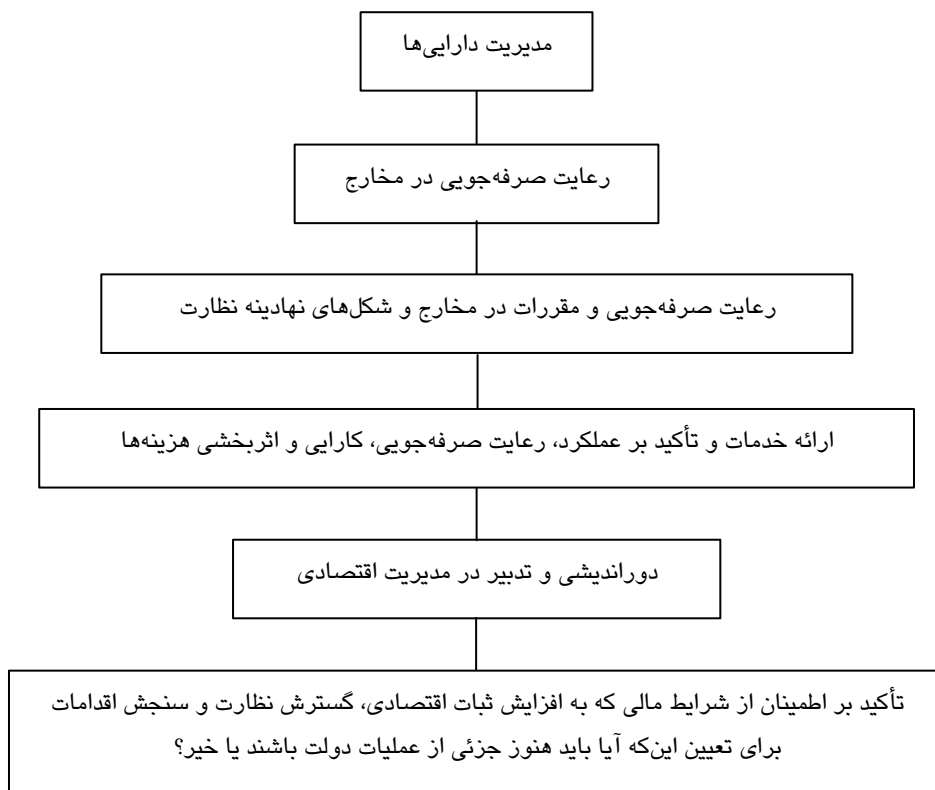 مدیریت دارایی‌ها
رعایت صرفه‌جویی در مخارج
رعایت صرفه‌جویی و مقررات در مخارج و شکل‌های نهادینه نظارت
ارائه خدمات و تأکید بر عملکرد، رعایت صرفه‌جویی، کارایی و اثربخشی هزینه‌ها
دوراندیشی و تدبیر در مدیریت اقتصادی
تأکید بر اطمینان از شرایط مالی که به افزایش ثبات اقتصادی، گسترش نظارت و سنجش اقدامات
برای تعیین این‌که آیا باید هنوز جزئی از عملیات دولت باشند یا خیر؟